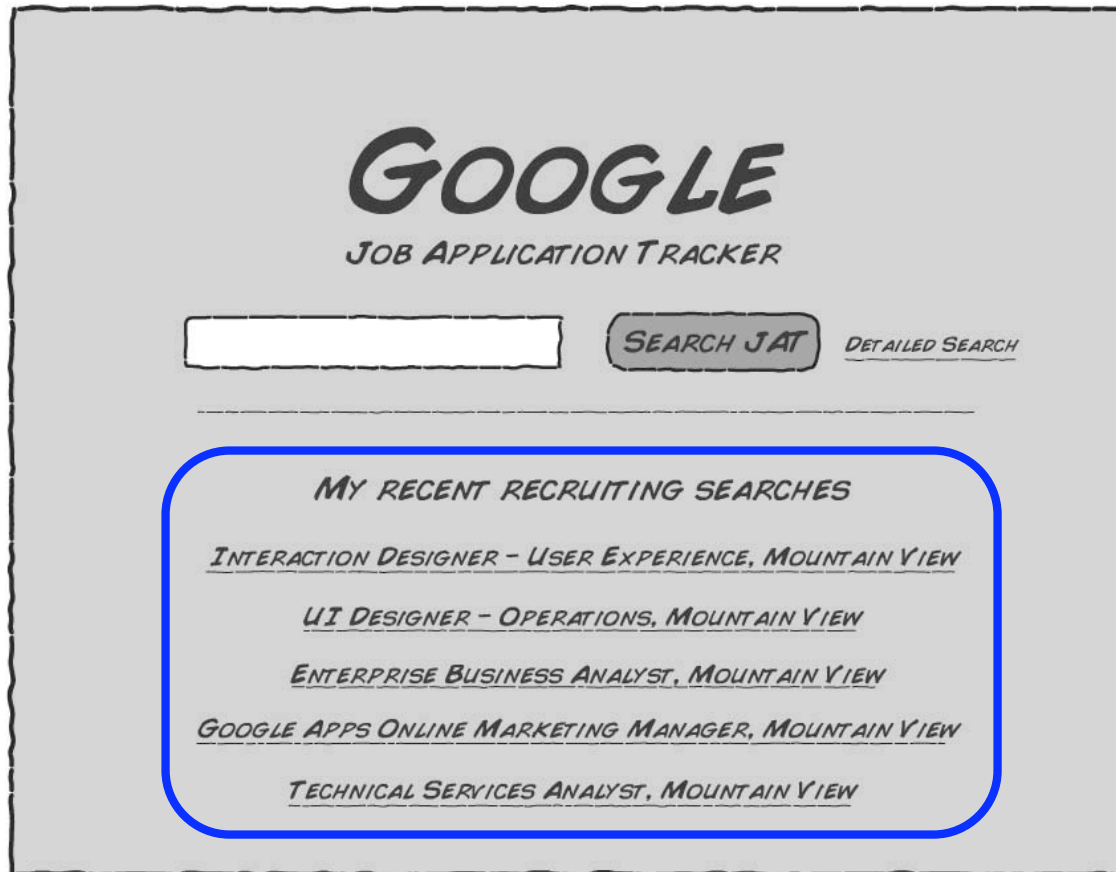 GOOGLE
JOB APPLICATION TRACKER
SEARCH JAT
DETAILED SEARCH
MY RECENT RECRUITING SEARCHES
INTERACTION DESIGNER - USER EXPERIENCE, MOUNTAIN VIEW
UI DESIGNER - OPERATIONS, MOUNTAIN VIEW
ENTERPRISE BUSINESS ANALYST, MOUNTAIN VIEW
GOOGLE APPS ONLINE MARKETING MANAGER, MOUNTAIN VIEW
TECHNICAL SERVICES ANALYST, MOUNTAIN VIEW